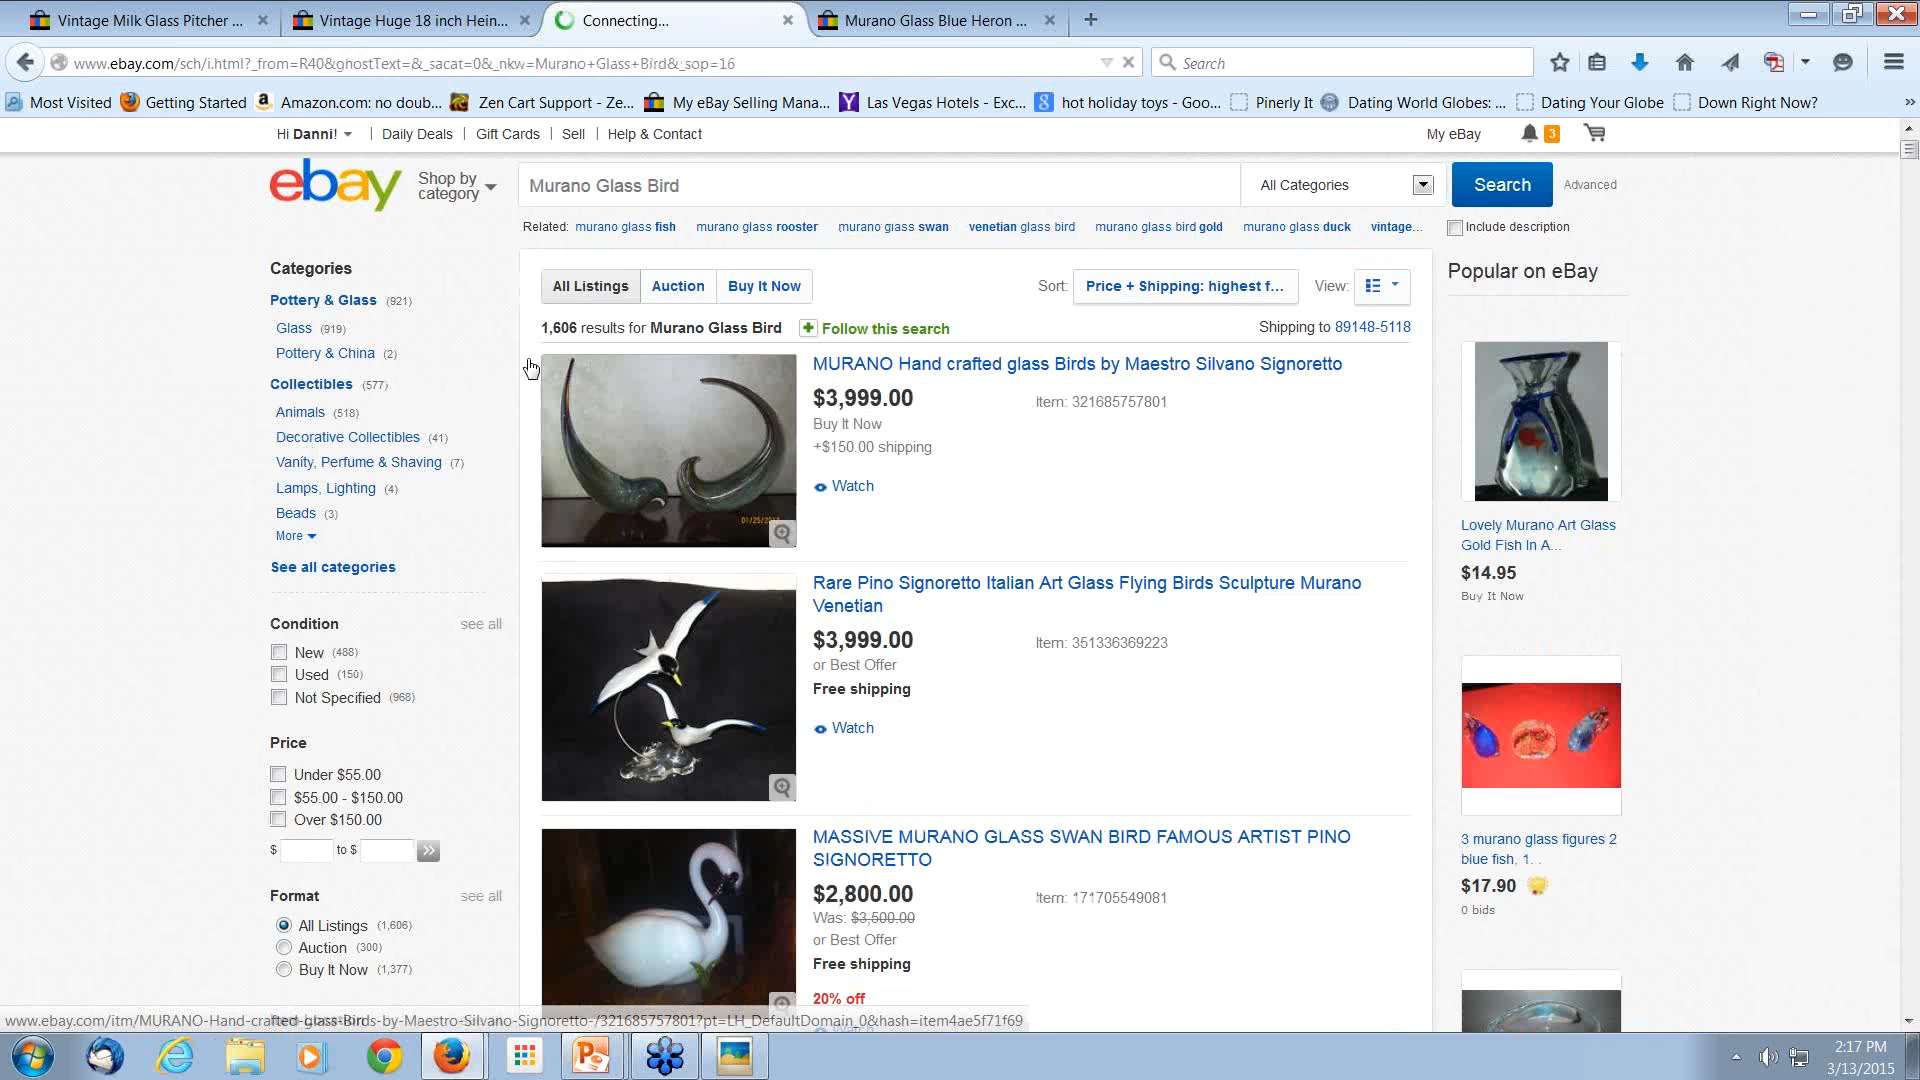 Vintage Milk Glass Pitcher ...
Vintage Huge 18 inch Hein...
Connecting...
Murano Glass Blue Heron ...
www.ebay.com/sch/i.html?_from=R40&ghostText=&_sacat=0&_nkw=Murano+Glass+Bird&_sop=16
Search
Most Visited
Getting Started
Amazon.com: no doub...
Zen Cart Support - Ze...
My eBay Selling Mana...
Las Vegas Hotels - Exc...
hot holiday toys - Goo...
Pinerly It
Dating World Globes: ...
Dating Your Globe
Down Right Now?
Hi Danni!
Daily Deals
Gift Cards
Sell
Help & Contact
My eBay
3
ebay
Shop by category
Murano Glass Bird
All Categories
Search
Advanced
Related: murano glass fish murano glass rooster murano glass swan venetian glass bird murano glass bird gold murano glass duck vintage...
Include description
Categories
Pottery & Glass (921)
Glass (919)
Pottery & China (2)
Collectibles (577)
Animals (518)
Decorative Collectibles (41)
Vanity, Perfume & Shaving (7)
Lamps, Lighting (4)
Beads (3)
More
See all categories
Condition see all
New (488)
Used (150)
Not Specified (968)
Price
Under $55.00
$55.00 - $150.00
Over $150.00
$ to $
Format see all
All Listings (1,606)
Auction (300)
Buy It Now (1,377)
All Listings Auction Buy It Now
Sort: Price + Shipping: highest f...
View:
1,606 results for Murano Glass Bird
Follow this search
Shipping to 89148-5118
MURANO Hand crafted glass Birds by Maestro Silvano Signoretto
$3,999.00
Item: 321685757801
Buy It Now
+$150.00 shipping
Watch
Rare Pino Signoretto Italian Art Glass Flying Birds Sculpture Murano
Venetian
$3,999.00
Item: 351336369223
or Best Offer
Free shipping
Watch
MASSIVE MURANO GLASS SWAN BIRD FAMOUS ARTIST PINO
SIGNORETTO
$2,800.00
Item: 171705549081
Was: $3,500.00
or Best Offer
Free shipping
20% off
Watch
Popular on eBay
Lovely Murano Art Glass
Gold Fish In A...
$14.95
Buy It Now
3 murano glass figures 2
blue fish, 1. .
$17.90
0 bids
www.ebay.com/itm/MURANO-Hand-crafted-glass-Birds-by-Maestro-Silvano-Signoretto-/321685757801?pt=LH_DefaultDomain_0&hash=item4ae5f71f69
2:17 PM
3/13/2015